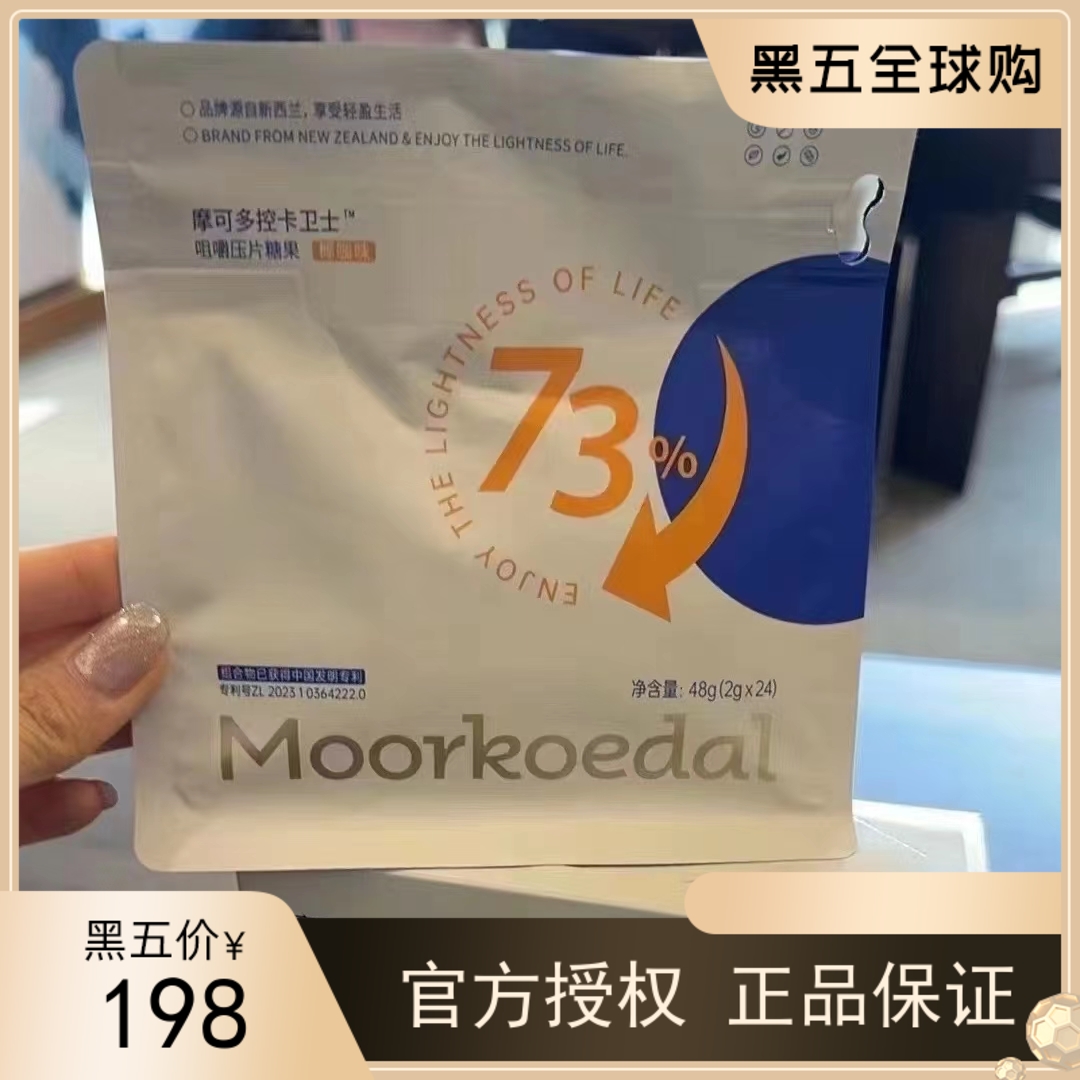 黑五全球购
品牌源自新西兰，享受轻盈生活
BRAND FROM NEW ZEALAND & ENJOY THE LIGHTNESS OF LIFE.
摩可多控卡卫士™
咀嚼压片糖果
ENJOY THE LIGHTNESS OF LIFE
73%
组合物已获得中国发明专利
专利号ZL 2023 1 0364222.0
净含量: 48g(2g x 24)
Moorkoedal
黑五价¥
198
官方授权 正品保证